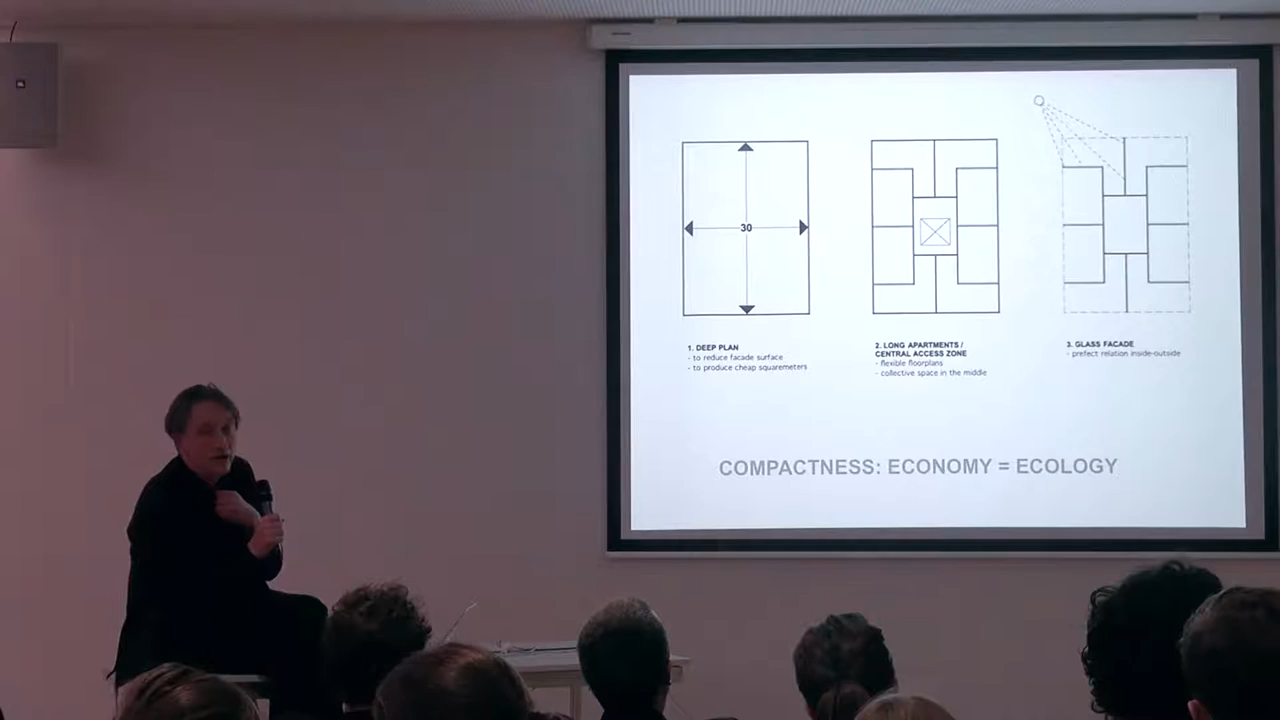 30
1. DEEP PLAN
- to reduce facade surface
- to produce cheap squaremeters
2. LONG APARTMENTS /
CENTRAL ACCESS ZONE
- flexible floorplans
- collective space in the middle
3. GLASS FACADE
- prefect relation inside-outside
COMPACTNESS: ECONOMY = ECOLOGY